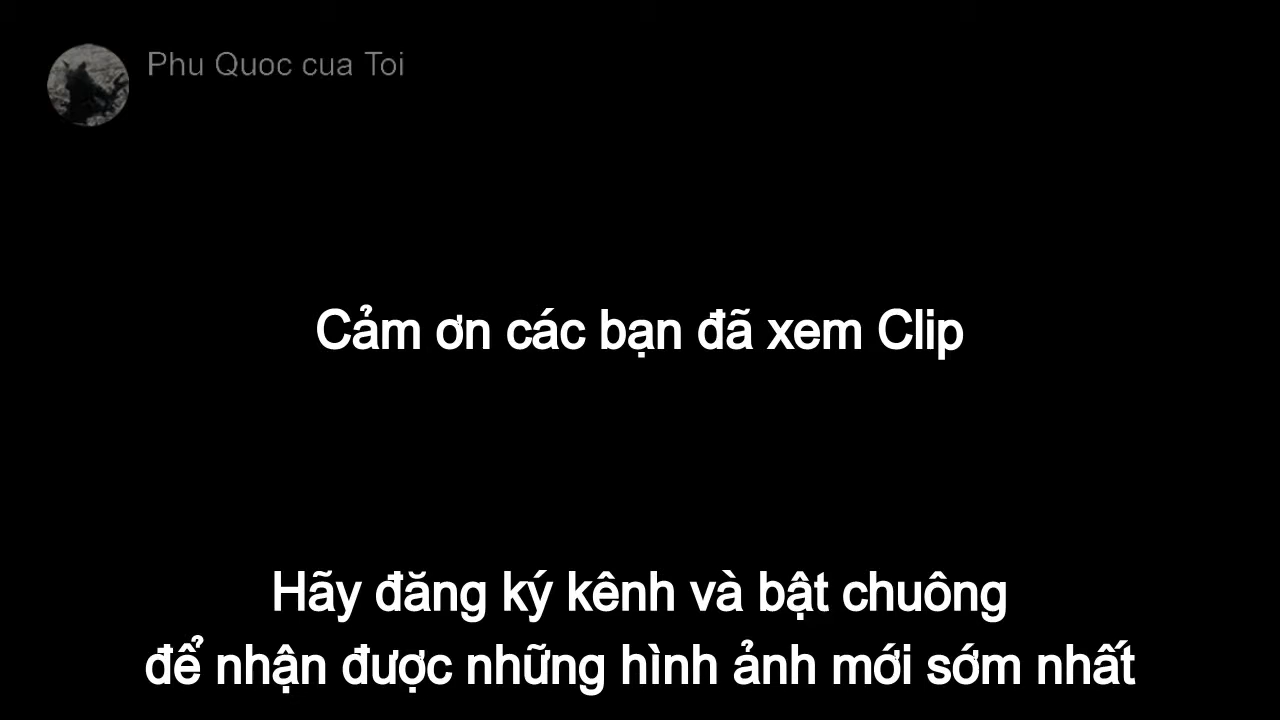 Phu Quoc cua Toi
Cảm ơn các bạn đã xem Clip
Hãy đăng ký kênh và bật chuông
để nhận được những hình ảnh mới sớm nhất